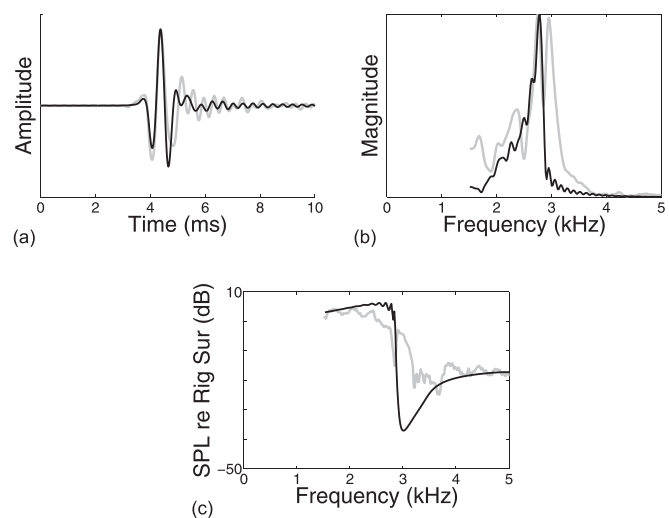 Amplitude
0 2 4 6 8 10
Time (ms)
(a)
Magnitude
0 1 2 3 4 5
Frequency (kHz)
(b)
SPL re Rig Sur (dB)
10
−50
0 1 2 3 4 5
Frequency (kHz)
(c)